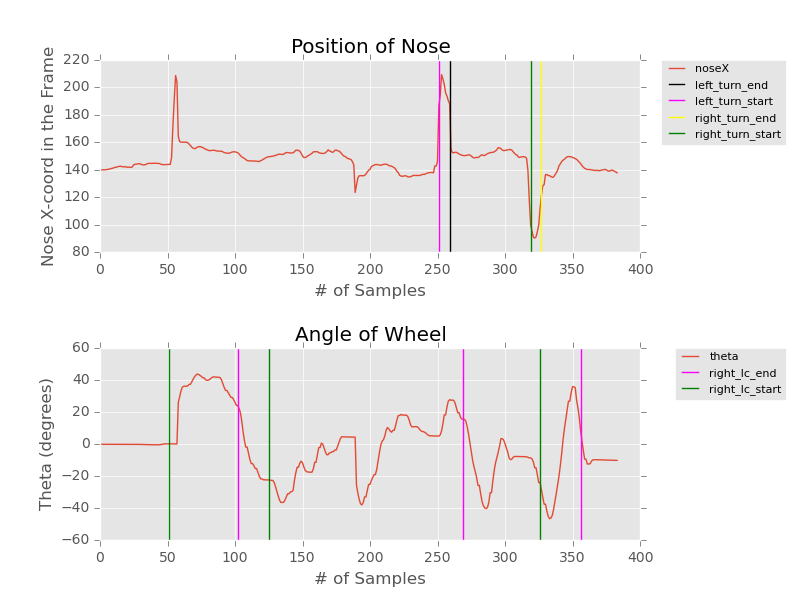 Position of Nose
Nose X-coord in the Frame
220
200
180
160
140
120
100
80
0 50 100 150 200 250 300 350 400
# of Samples
noseX
left_turn_end
left_turn_start
right_turn_end
right_turn_start
Angle of Wheel
Theta (degrees)
60
40
20
0
−20
−40
−60
0 50 100 150 200 250 300 350 400
# of Samples
theta
right_lc_end
right_lc_start